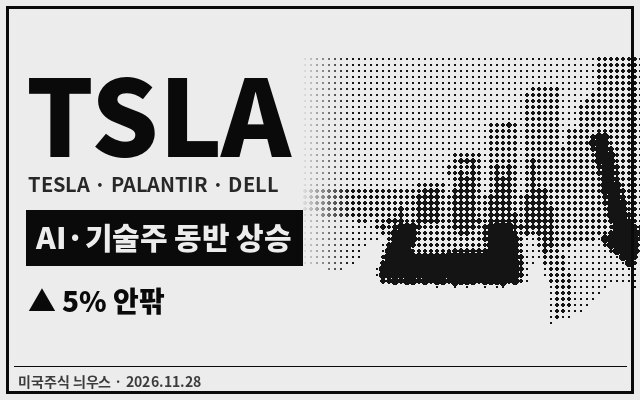 TSLA
TESLA · PALANTIR · DELL
AI·기술주 동반 상승
▲ 5% 안팎
미국주식 늬우스 · 2026.11.28